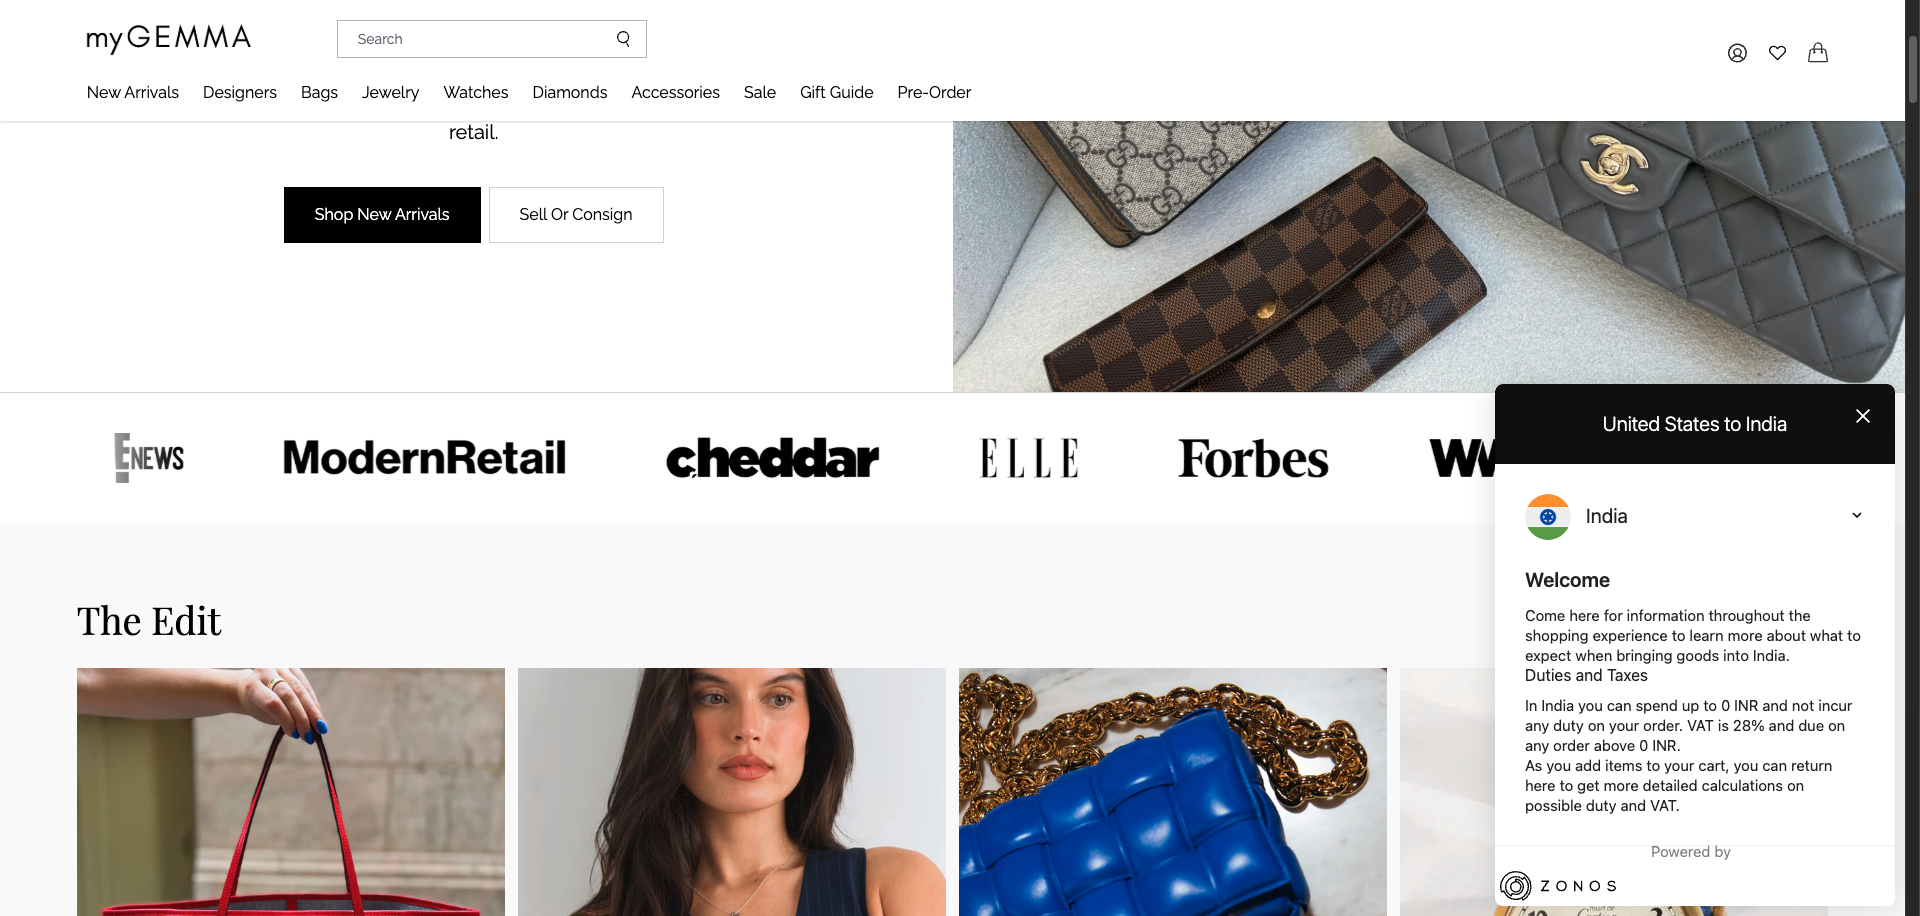 myGEMMA
Search
New Arrivals Designers Bags Jewelry Watches Diamonds Accessories Sale Gift Guide Pre-Order
retail.
Shop New Arrivals
Sell Or Consign
E NEWS
ModernRetail
cheddar
ELLE
Forbes
United States to India
India
Welcome
Come here for information throughout the
shopping experience to learn more about what to
expect when bringing goods into India.
Duties and Taxes
In India you can spend up to 0 INR and not incur
any duty on your order. VAT is 28% and due on
any order above 0 INR.
As you add items to your cart, you can return
here to get more detailed calculations on
possible duty and VAT.
Powered by
ZONOS
The Edit